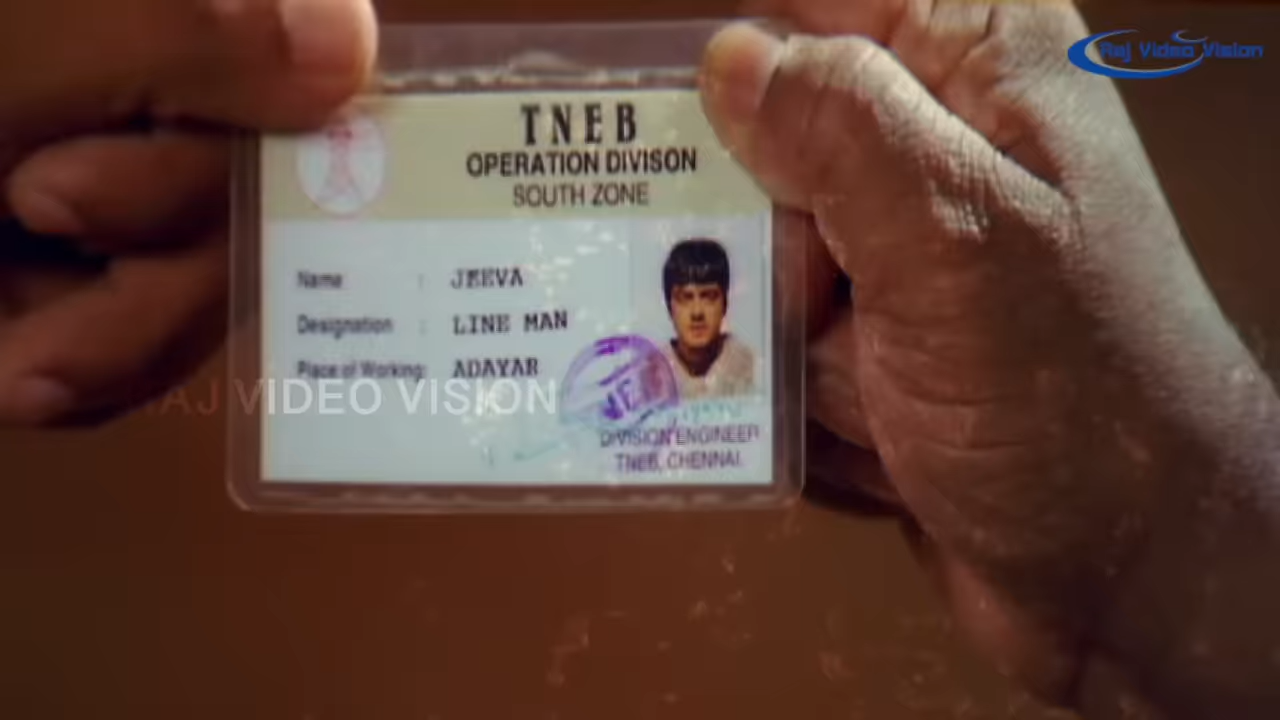 Raj Video Vision
TNEB
OPERATION DIVISON
SOUTH ZONE
Name : JEEVA
Designation : LINE MAN
Place of Working: ADAYAR
RAJ VIDEO VISION
DIVISION ENGINEER
TNEB, CHENNAI.